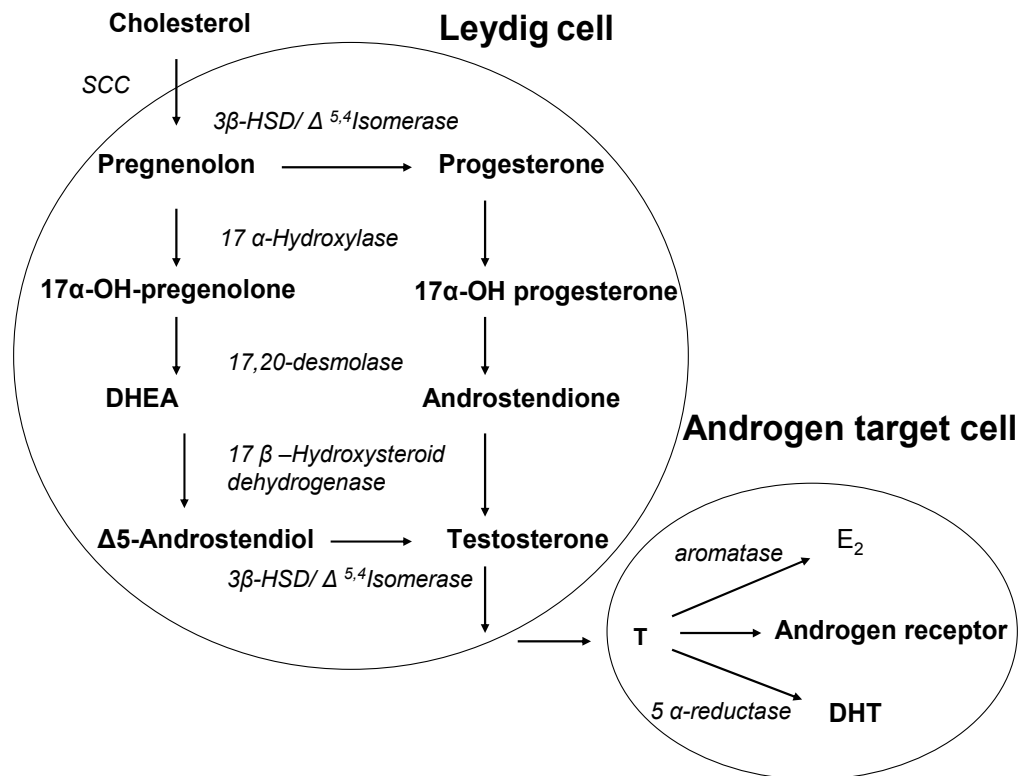 Cholesterol
Leydig cell
SCC
3β-HSD/ Δ ⁵,⁴Isomerase
Pregnenolon
Progesterone
17 α-Hydroxylase
17α-OH-pregenolone
17α-OH progesterone
17,20-desmolase
DHEA
Androstendione
Androgen target cell
17 β –Hydroxysteroid
dehydrogenase
Δ5-Androstendiol
Testosterone
3β-HSD/ Δ ⁵,⁴Isomerase
aromatase
E₂
T
Androgen receptor
5 α-reductase
DHT